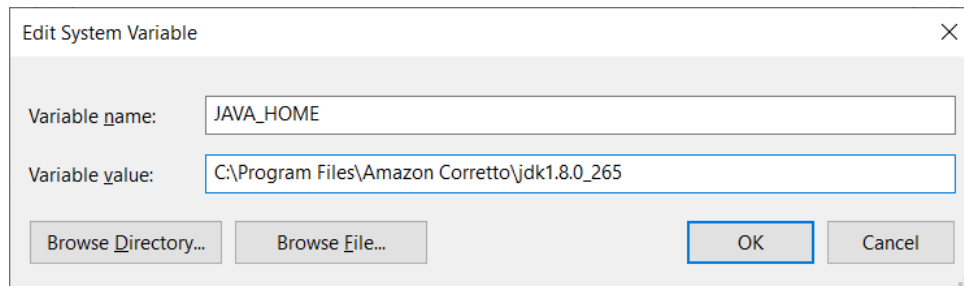 Edit System Variable
Variable name: JAVA_HOME
Variable value: C:\Program Files\Amazon Corretto\jdk1.8.0_265
Browse Directory... Browse File... OK Cancel